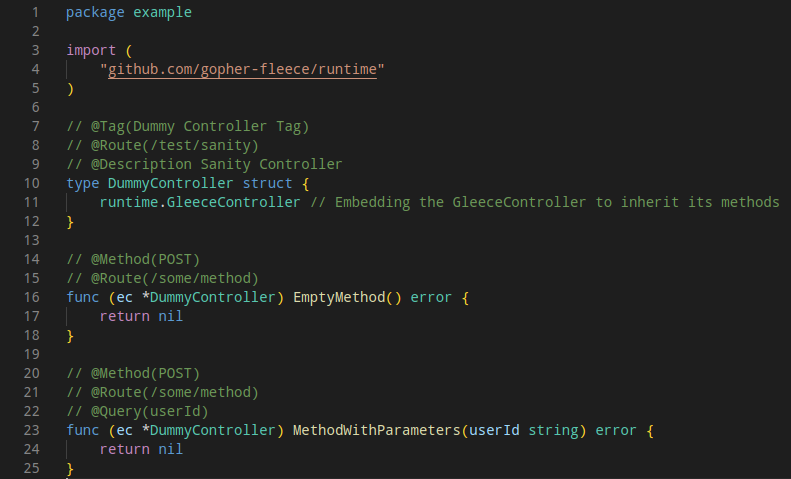 1 package example
2
3 import (
4     "github.com/gopher-fleece/runtime"
5 )
6
7 // @Tag(Dummy Controller Tag)
8 // @Route(/test/sanity)
9 // @Description Sanity Controller
10 type DummyController struct {
11     runtime.GleeceController // Embedding the GleeceController to inherit its methods
12 }
13
14 // @Method(POST)
15 // @Route(/some/method)
16 func (ec *DummyController) EmptyMethod() error {
17     return nil
18 }
19
20 // @Method(POST)
21 // @Route(/some/method)
22 // @Query(userId)
23 func (ec *DummyController) MethodWithParameters(userId string) error {
24     return nil
25 }